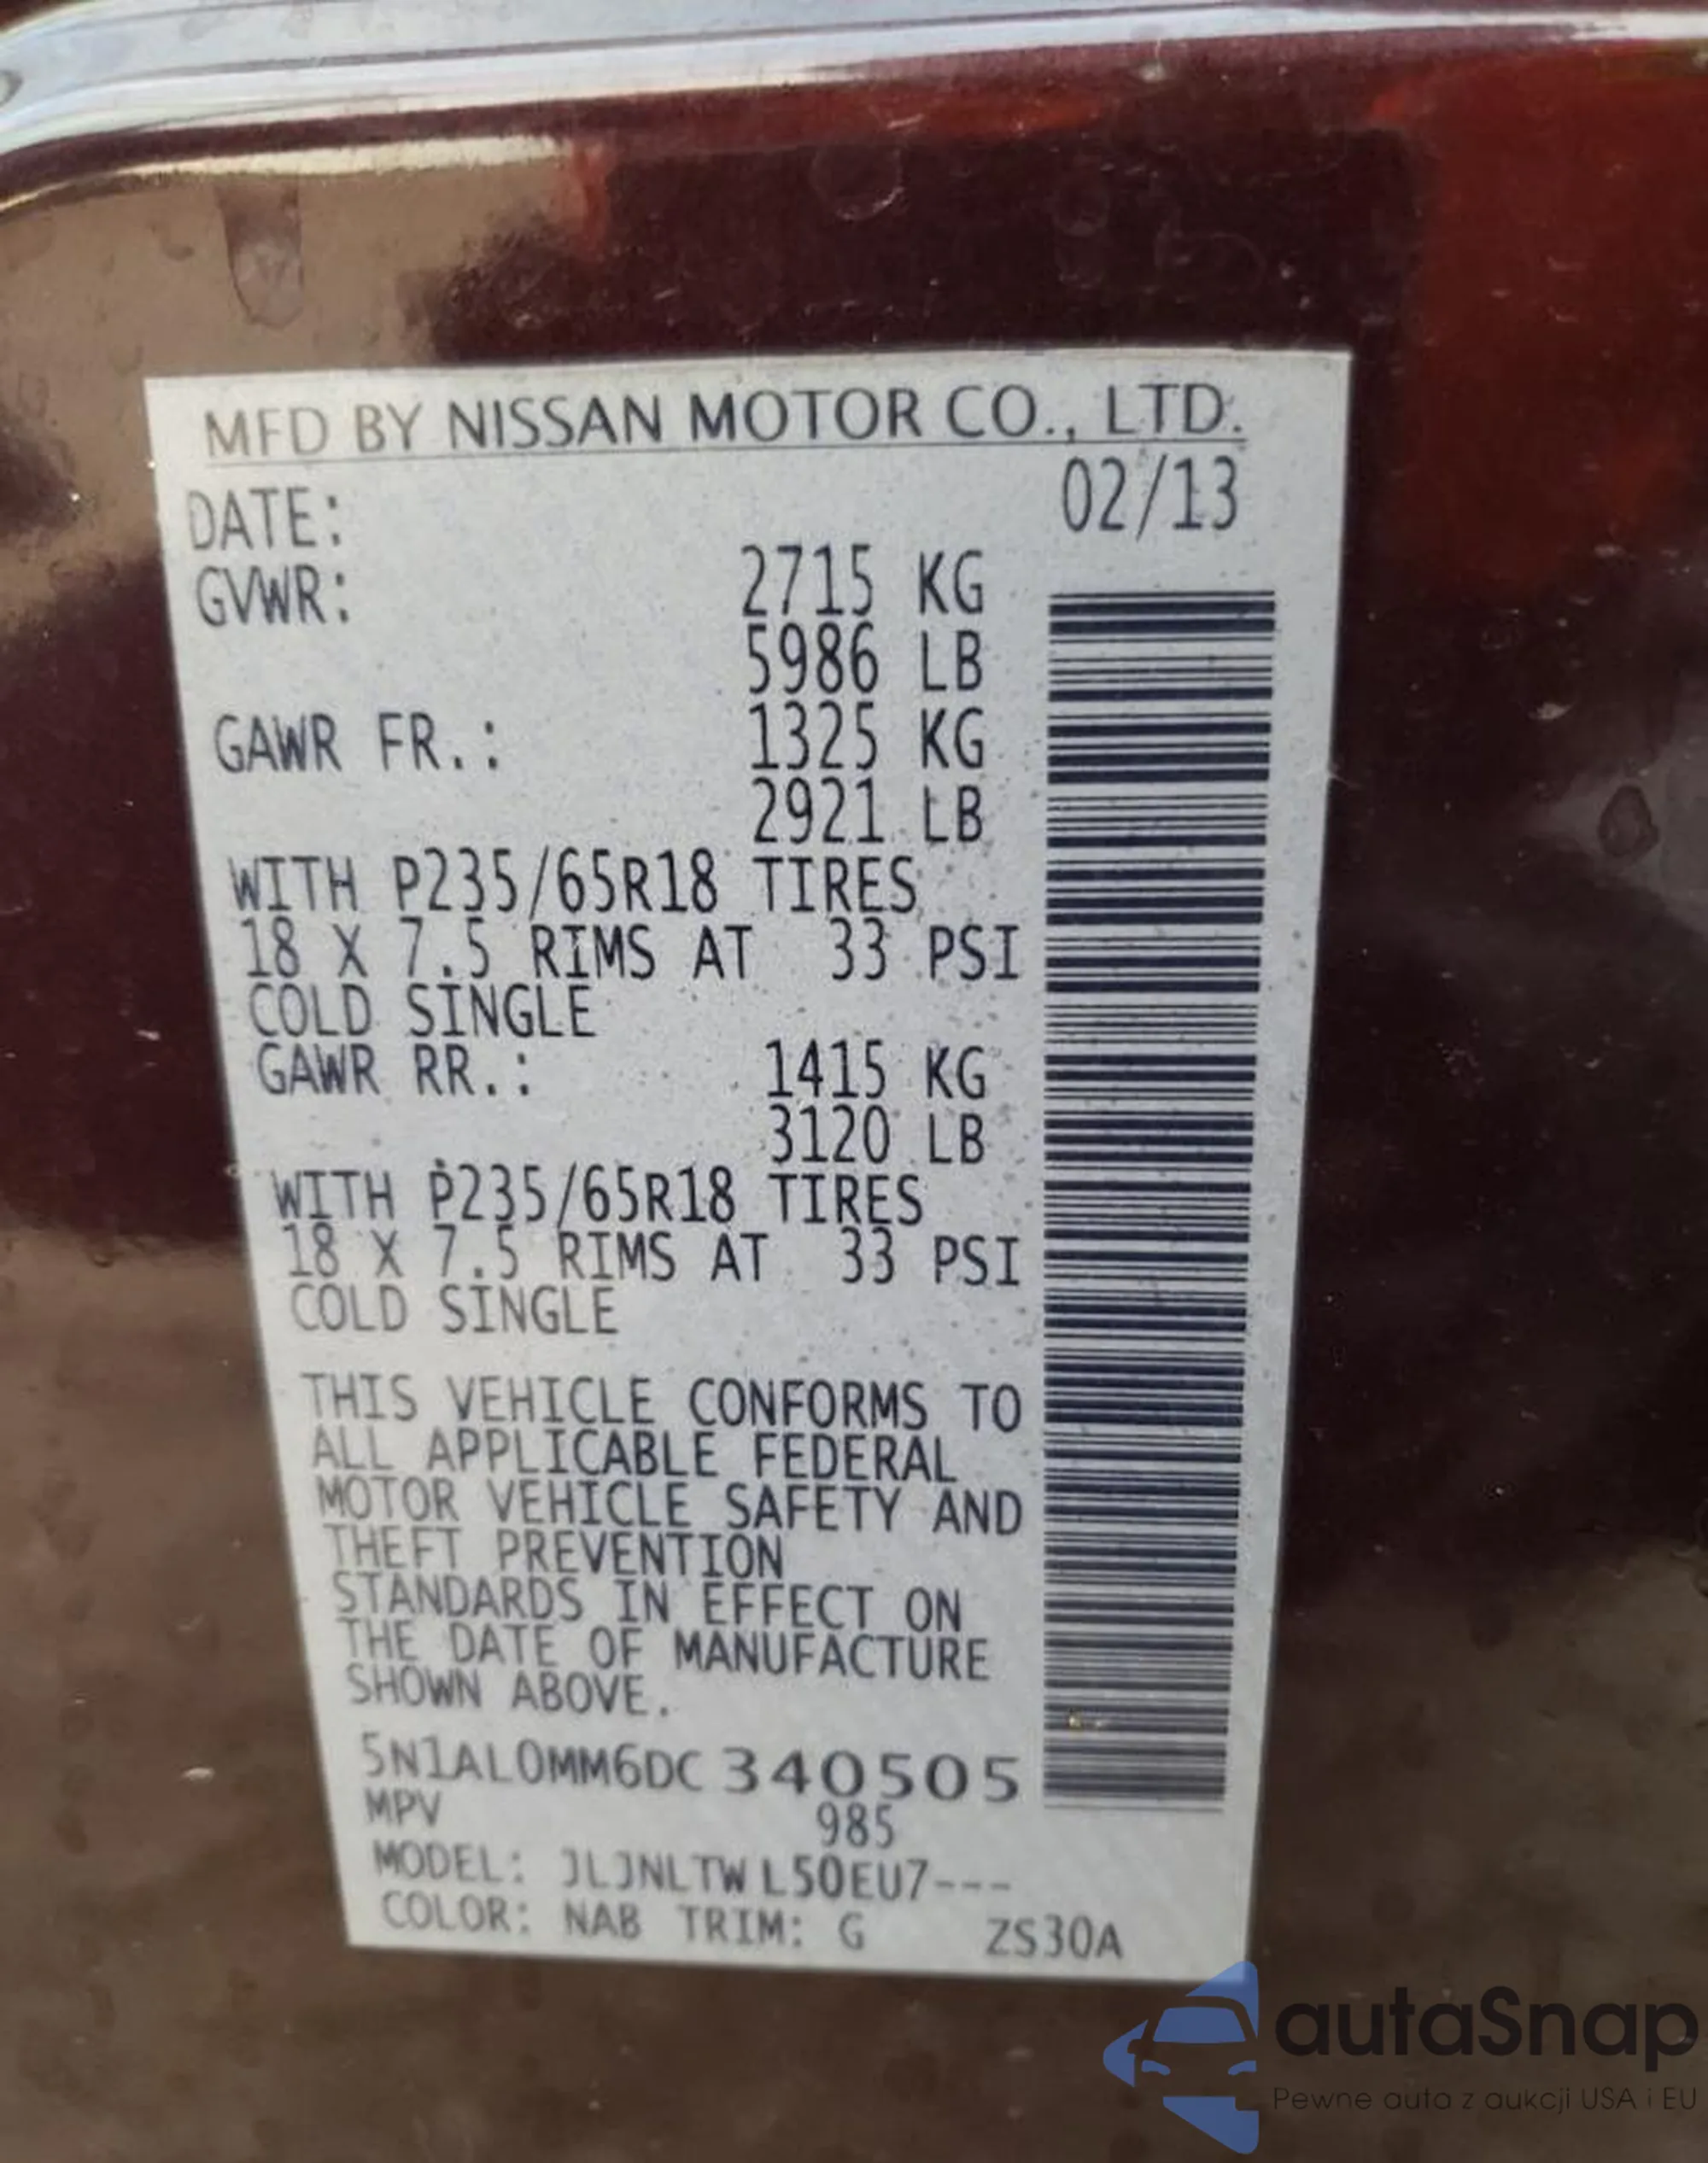 MFD BY NISSAN MOTOR CO., LTD.
DATE: 02/13
GVWR: 2715 KG
5986 LB
GAWR FR.: 1325 KG
2921 LB
WITH P235/65R18 TIRES
18 X 7.5 RIMS AT 33 PSI
COLD SINGLE
GAWR RR.: 1415 KG
3120 LB
WITH P235/65R18 TIRES
18 X 7.5 RIMS AT 33 PSI
COLD SINGLE
THIS VEHICLE CONFORMS TO
ALL APPLICABLE FEDERAL
MOTOR VEHICLE SAFETY AND
THEFT PREVENTION
STANDARDS IN EFFECT ON
THE DATE OF MANUFACTURE
SHOWN ABOVE.
5N1AL0MM6DC 340505
MPV 985
MODEL: JLJNLTW L50EU7---
COLOR: NAB TRIM: G ZS30A
autaSnap
Pewne auta z aukcji USA i EU